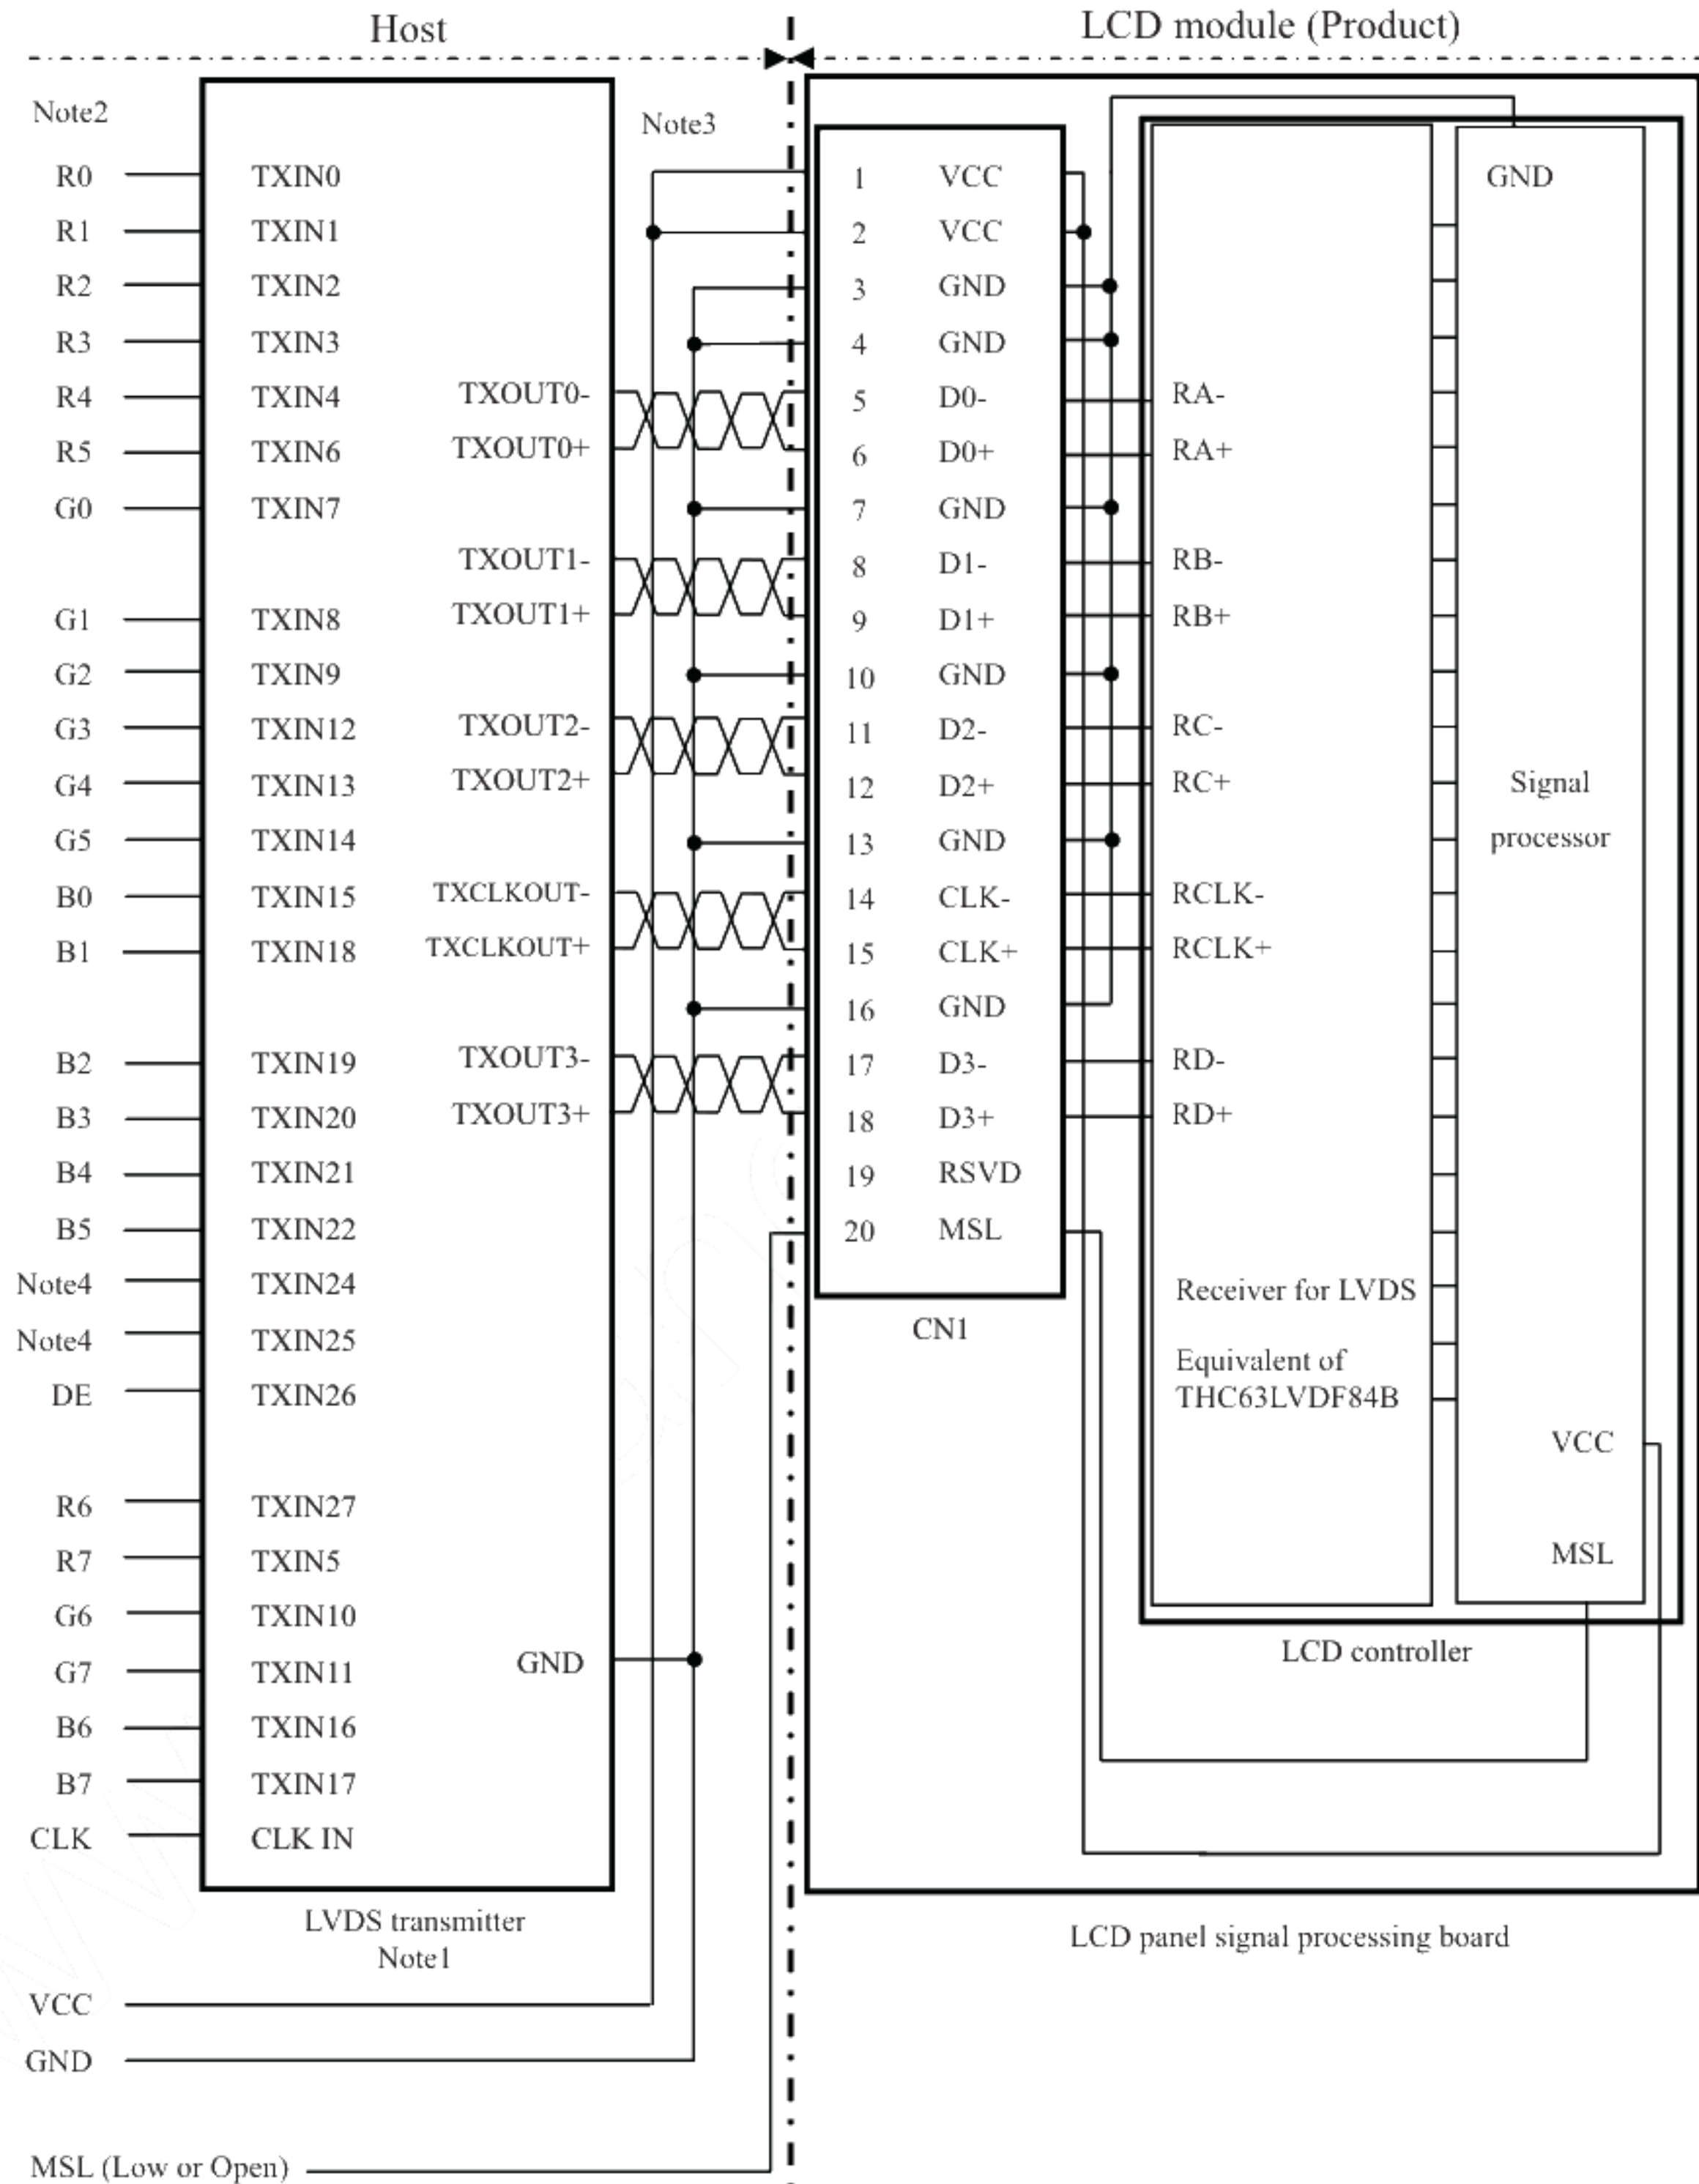 Host LCD module (Product)
Note2
Note3
R0 TXIN0 1 VCC GND
R1 TXIN1 2 VCC
R2 TXIN2 3 GND
R3 TXIN3 4 GND
R4 TXIN4 TXOUT0- 5 D0- RA-
R5 TXIN6 TXOUT0+ 6 D0+ RA+
G0 TXIN7 7 GND
TXOUT1- 8 D1- RB-
G1 TXIN8 TXOUT1+ 9 D1+ RB+
G2 TXIN9 10 GND
G3 TXIN12 TXOUT2- 11 D2- RC-
G4 TXIN13 TXOUT2+ 12 D2+ RC+ Signal
G5 TXIN14 13 GND processor
B0 TXIN15 TXCLKOUT- 14 CLK- RCLK-
B1 TXIN18 TXCLKOUT+ 15 CLK+ RCLK+
16 GND
B2 TXIN19 TXOUT3- 17 D3- RD-
B3 TXIN20 TXOUT3+ 18 D3+ RD+
B4 TXIN21 19 RSVD
B5 TXIN22 20 MSL
Note4 TXIN24 Receiver for LVDS
Note4 TXIN25 CN1
Equivalent of
DE TXIN26 THC63LVDF84B
VCC
R6 TXIN27
R7 TXIN5 MSL
G6 TXIN10
G7 TXIN11 GND LCD controller
B6 TXIN16
B7 TXIN17
CLK CLK IN
LVDS transmitter LCD panel signal processing board
Note1
VCC
GND
MSL (Low or Open)